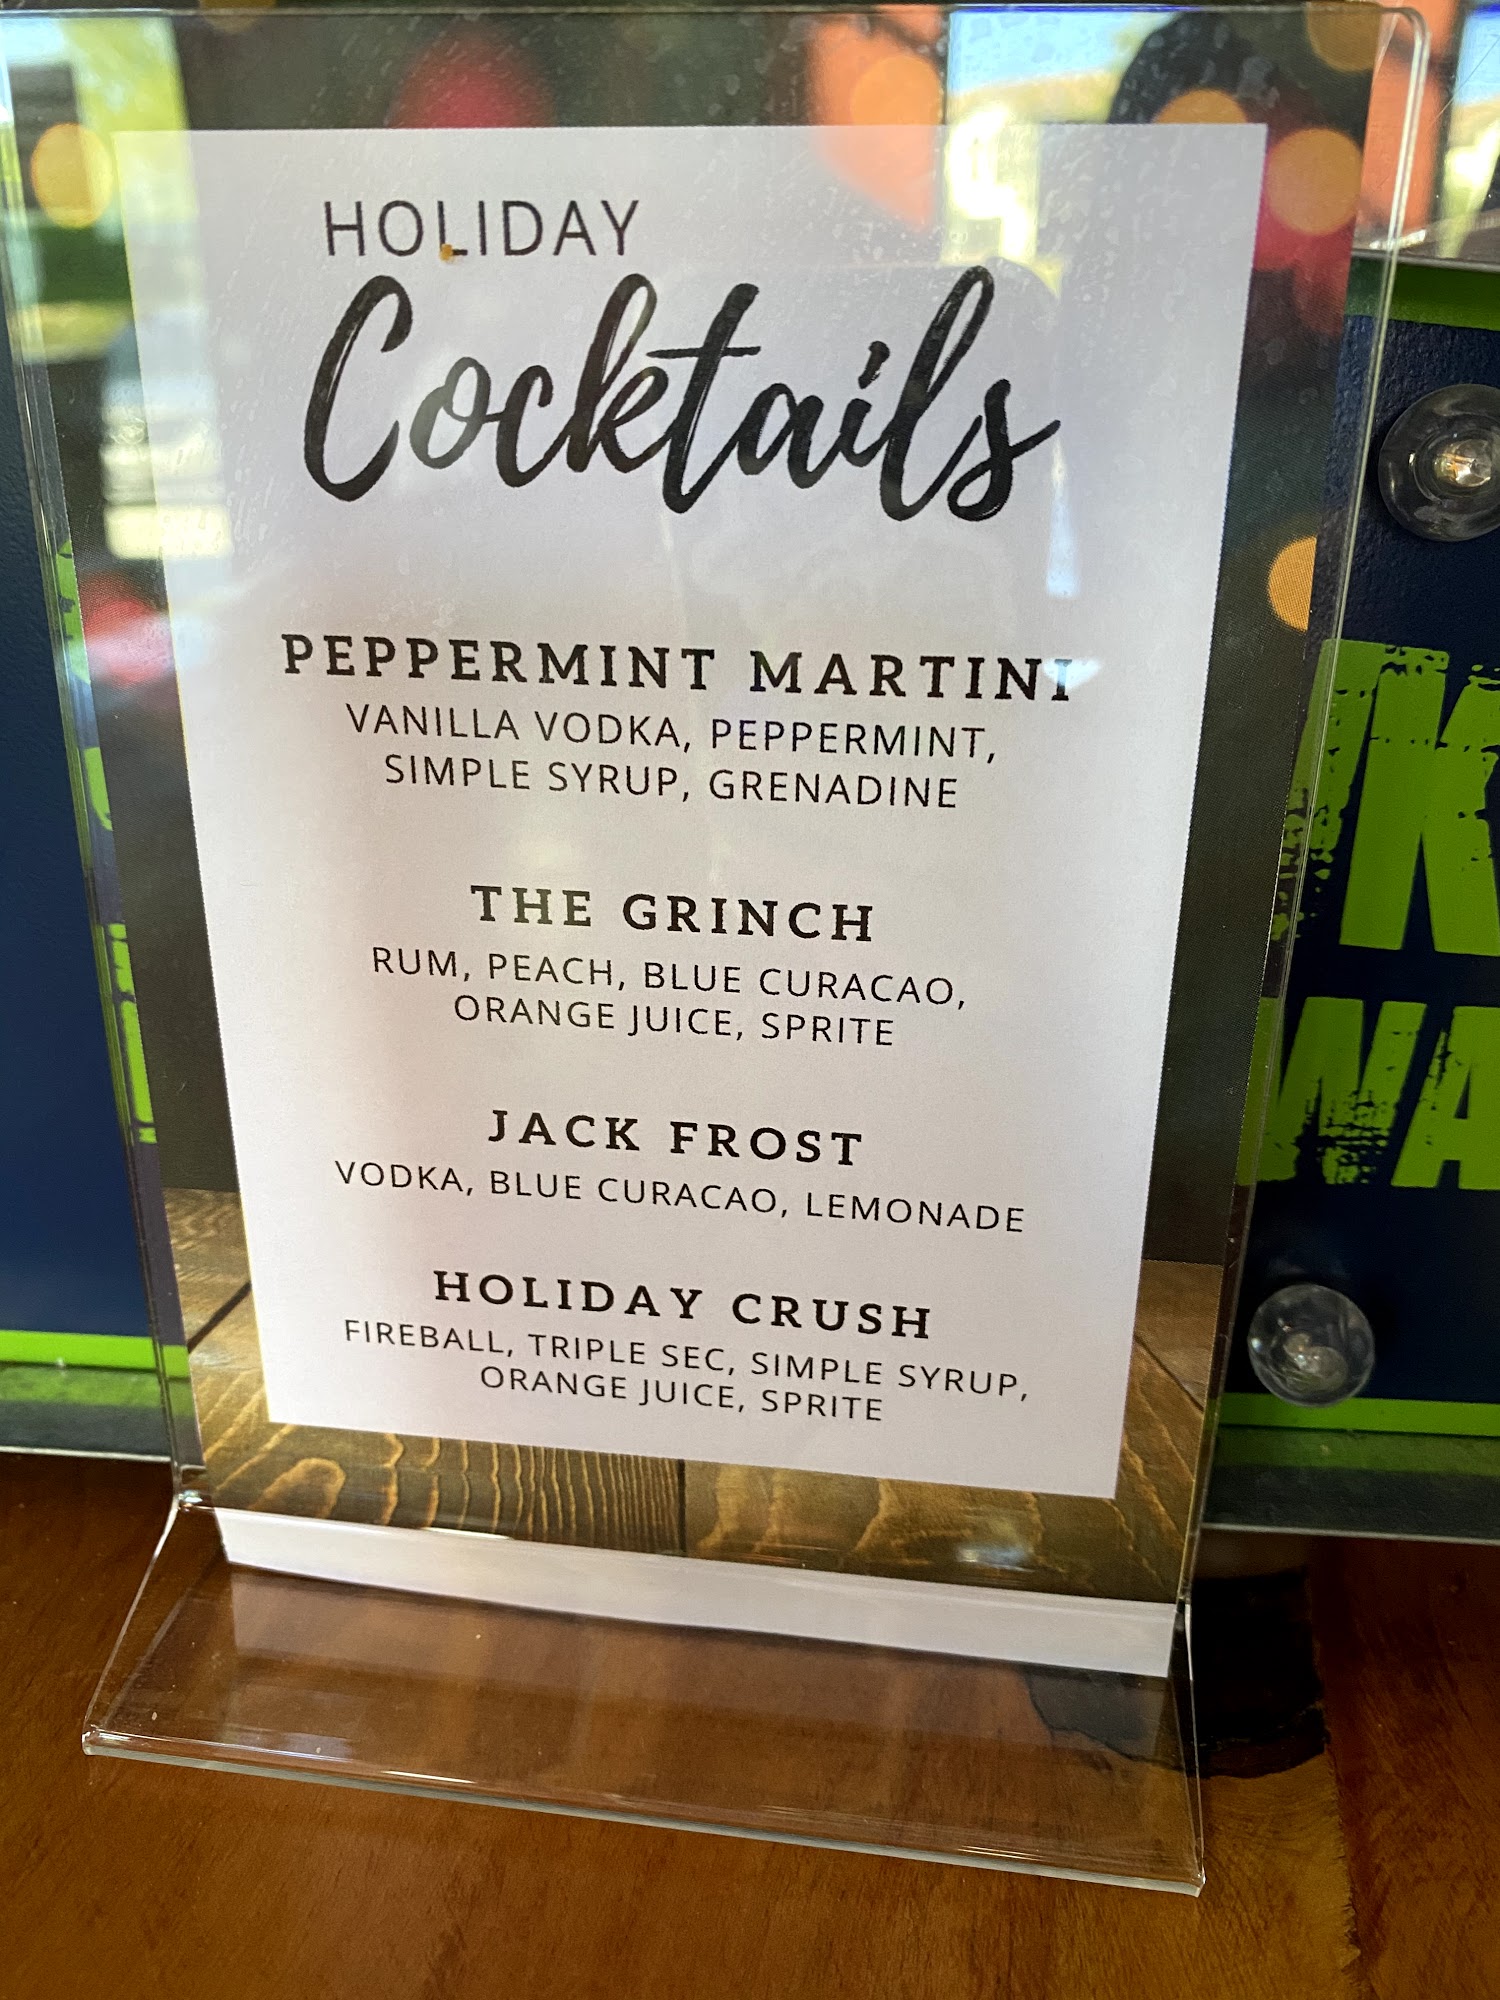 HOLIDAY
Cocktails
PEPPERMINT MARTINI
VANILLA VODKA, PEPPERMINT,
SIMPLE SYRUP, GRENADINE
THE GRINCH
RUM, PEACH, BLUE CURACAO,
ORANGE JUICE, SPRITE
JACK FROST
VODKA, BLUE CURACAO, LEMONADE
HOLIDAY CRUSH
FIREBALL, TRIPLE SEC, SIMPLE SYRUP,
ORANGE JUICE, SPRITE